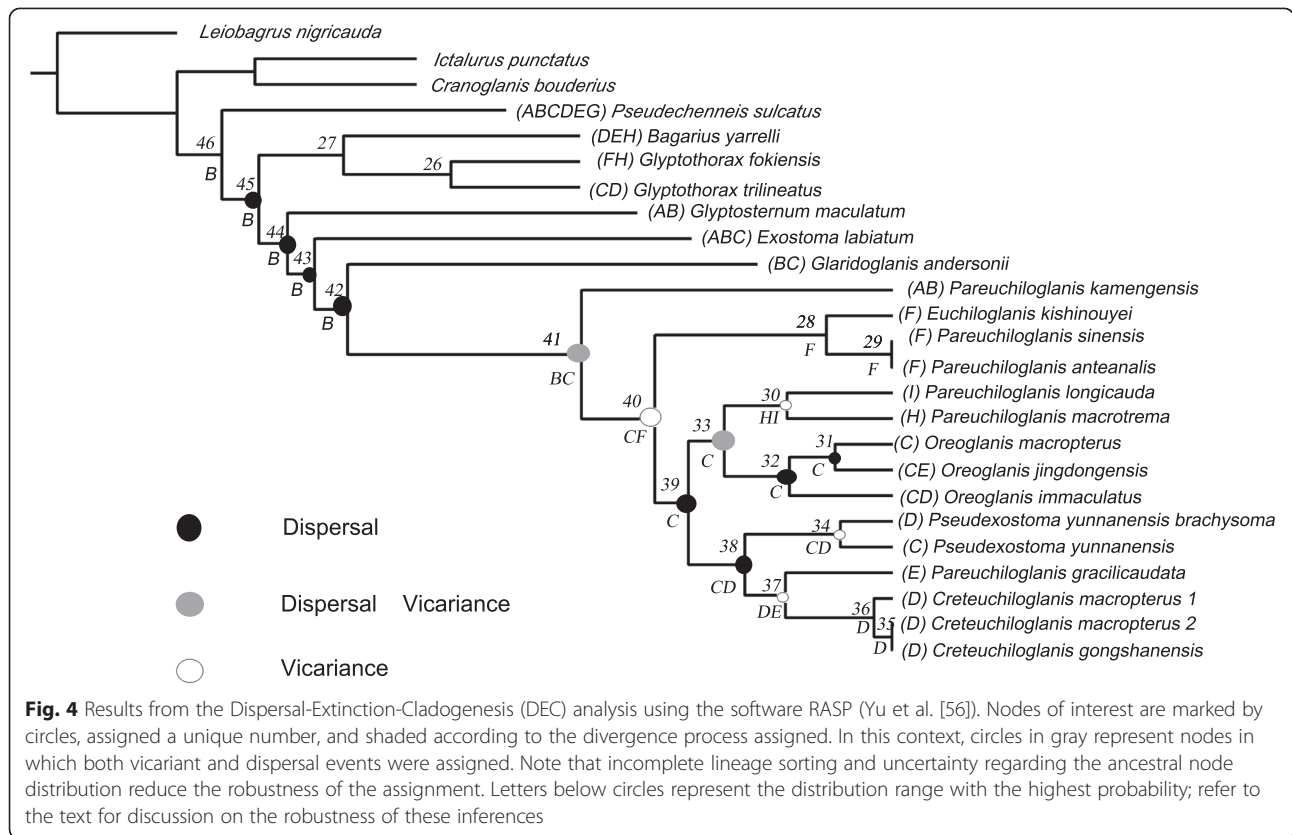 Leiobagrus nigricauda
Ictalurus punctatus
Cranoglanis bouderius
(ABCDEG) Pseudechenneis sulcatus
46
B
27
(DEH) Bagarius yarrelli
26
(FH) Glyptothorax fokiensis
45
B
(CD) Glyptothorax trilineatus
44
B
(AB) Glyptosternum maculatum
43
B
(ABC) Exostoma labiatum
42
B
(BC) Glaridoglanis andersonii
41
BC
(AB) Pareuchiloglanis kamengensis
28
F
(F) Euchiloglanis kishinouyei
29
F
(F) Pareuchiloglanis sinensis
(F) Pareuchiloglanis anteanalis
40
CF
30
HI
(I) Pareuchiloglanis longicauda
(H) Pareuchiloglanis macrotrema
33
C
31
C
(C) Oreoglanis macropterus
32
C
(CE) Oreoglanis jingdongensis
(CD) Oreoglanis immaculatus
39
C
34
CD
(D) Pseudexostoma yunnanensis brachysoma
(C) Pseudexostoma yunnanensis
38
CD
37
DE
(E) Pareuchiloglanis gracilicaudata
36
D
(D) Creteuchiloglanis macropterus 1
35
D
(D) Creteuchiloglanis macropterus 2
(D) Creteuchiloglanis gongshanensis
Dispersal
Dispersal Vicariance
Vicariance
Fig. 4 Results from the Dispersal-Extinction-Cladogenesis (DEC) analysis using the software RASP (Yu et al. [56]). Nodes of interest are marked by
circles, assigned a unique number, and shaded according to the divergence process assigned. In this context, circles in gray represent nodes in
which both vicariant and dispersal events were assigned. Note that incomplete lineage sorting and uncertainty regarding the ancestral node
distribution reduce the robustness of the assignment. Letters below circles represent the distribution range with the highest probability; refer to
the text for discussion on the robustness of these inferences